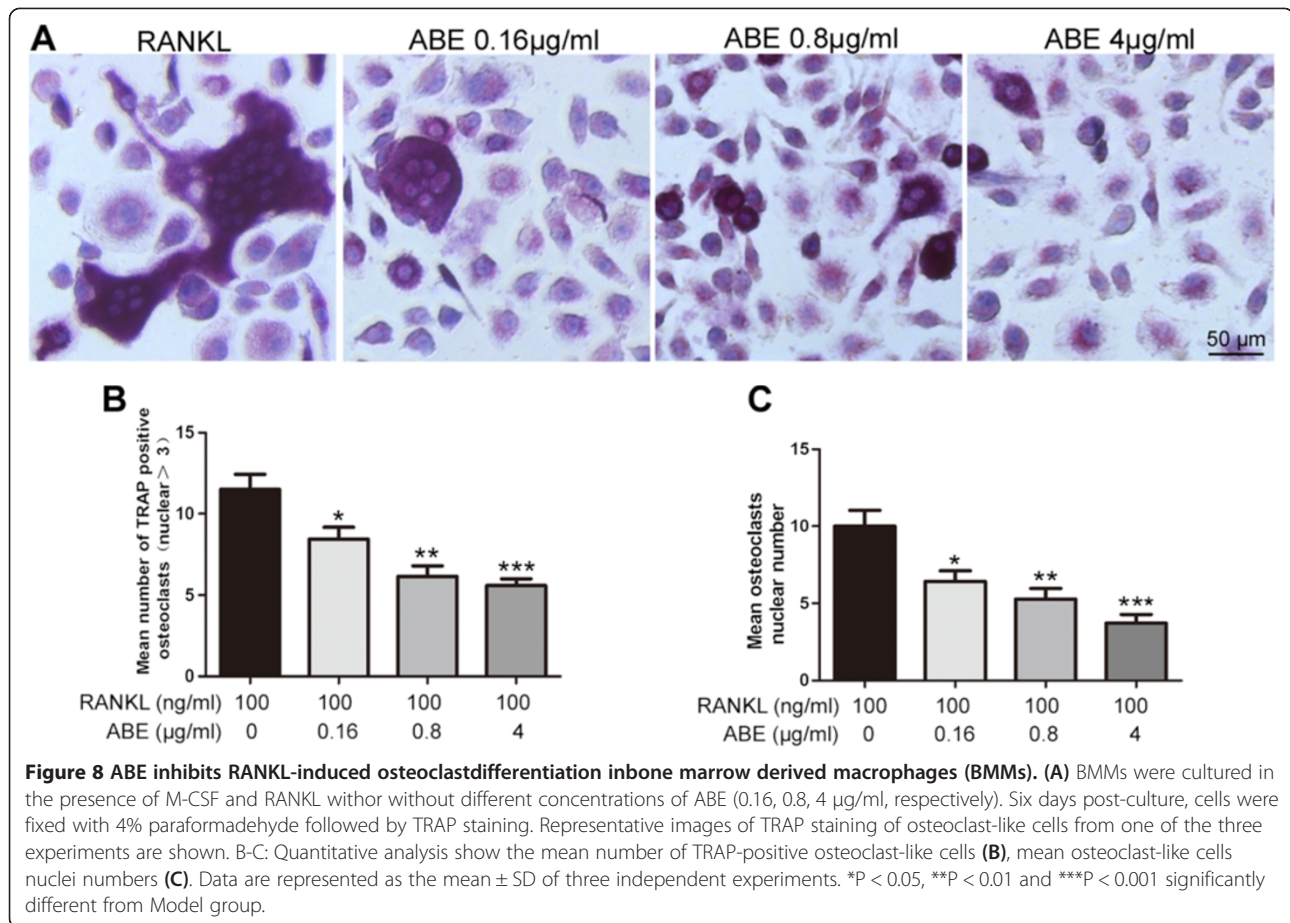 A
RANKL
ABE 0.16µg/ml
ABE 0.8µg/ml
ABE 4µg/ml
50 µm
B
Mean number of TRAP positive
osteoclasts (nuclear > 3)
15
10
5
0
*
**
***
RANKL (ng/ml) 100 100 100 100
ABE (µg/ml) 0 0.16 0.8 4
C
Mean osteoclasts
nuclear number
15
10
5
0
*
**
***
RANKL (ng/ml) 100 100 100 100
ABE (µg/ml) 0 0.16 0.8 4
Figure 8 ABE inhibits RANKL-induced osteoclastdifferentiation inbone marrow derived macrophages (BMMs). (A) BMMs were cultured in
the presence of M-CSF and RANKL withor without different concentrations of ABE (0.16, 0.8, 4 µg/ml, respectively). Six days post-culture, cells were
fixed with 4% paraformadehyde followed by TRAP staining. Representative images of TRAP staining of osteoclast-like cells from one of the three
experiments are shown. B-C: Quantitative analysis show the mean number of TRAP-positive osteoclast-like cells (B), mean osteoclast-like cells
nuclei numbers (C). Data are represented as the mean ± SD of three independent experiments. *P < 0.05, **P < 0.01 and ***P < 0.001 significantly
different from Model group.